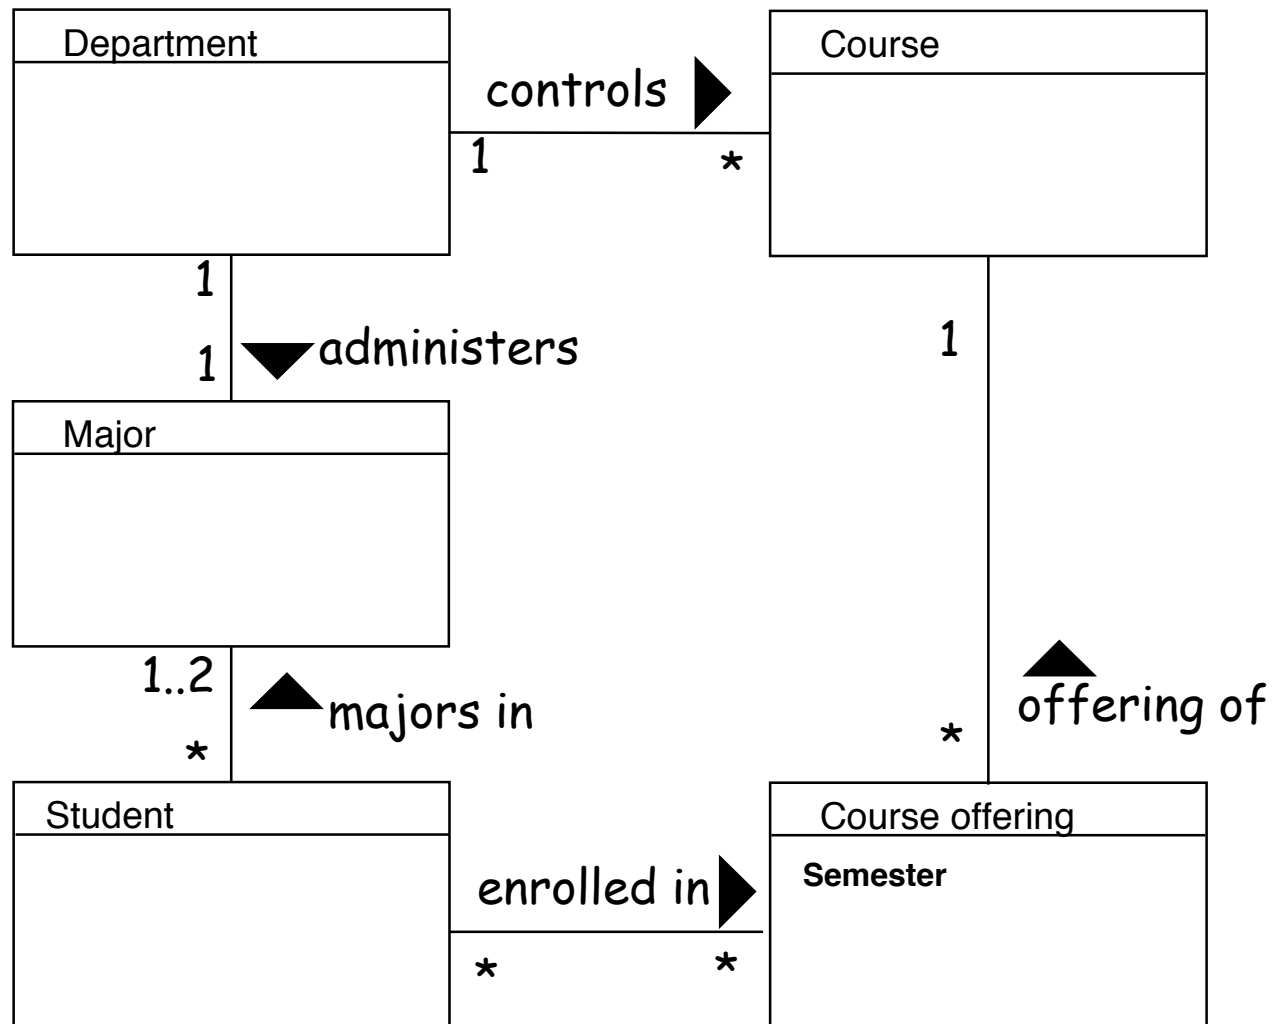 Department
Course
controls
1
*
1
1
administers
1
Major
1..2
majors in
*
offering of
*
Student
Course offering
Semester
enrolled in
*
*